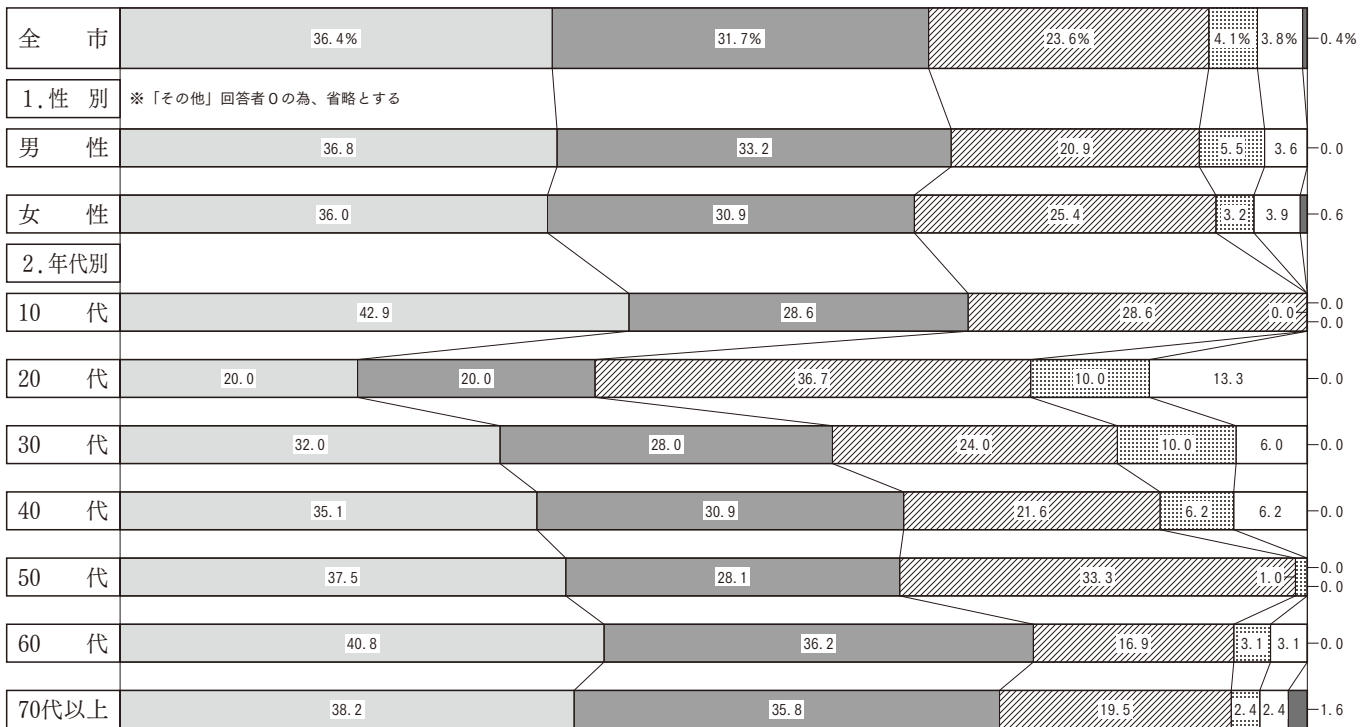 全 市 36.4% 31.7% 23.6% 4.1% 3.8% 0.4%
1.性 別 ※「その他」回答者0の為、省略とする
男 性 36.8 33.2 20.9 5.5 3.6 0.0
女 性 36.0 30.9 25.4 3.2 3.9 0.6
2.年代別
10 代 42.9 28.6 28.6 0.0 0.0 0.0
20 代 20.0 20.0 36.7 10.0 13.3 0.0
30 代 32.0 28.0 24.0 10.0 6.0 0.0
40 代 35.1 30.9 21.6 6.2 6.2 0.0
50 代 37.5 28.1 33.3 1.0 0.0 0.0
60 代 40.8 36.2 16.9 3.1 3.1 0.0
70代以上 38.2 35.8 19.5 2.4 2.4 1.6